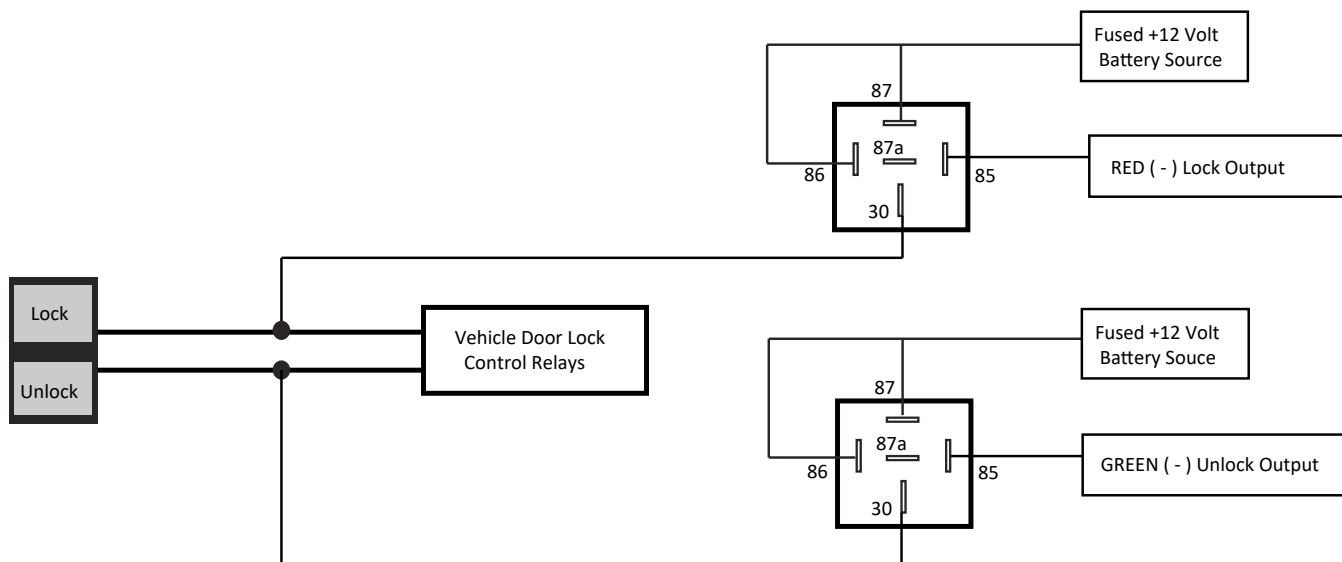 Fused +12 Volt
Battery Source
87
87a
86
85
RED ( - ) Lock Output
30
Lock
Unlock
Vehicle Door Lock
Control Relays
Fused +12 Volt
Battery Souce
87
87a
86
85
GREEN ( - ) Unlock Output
30